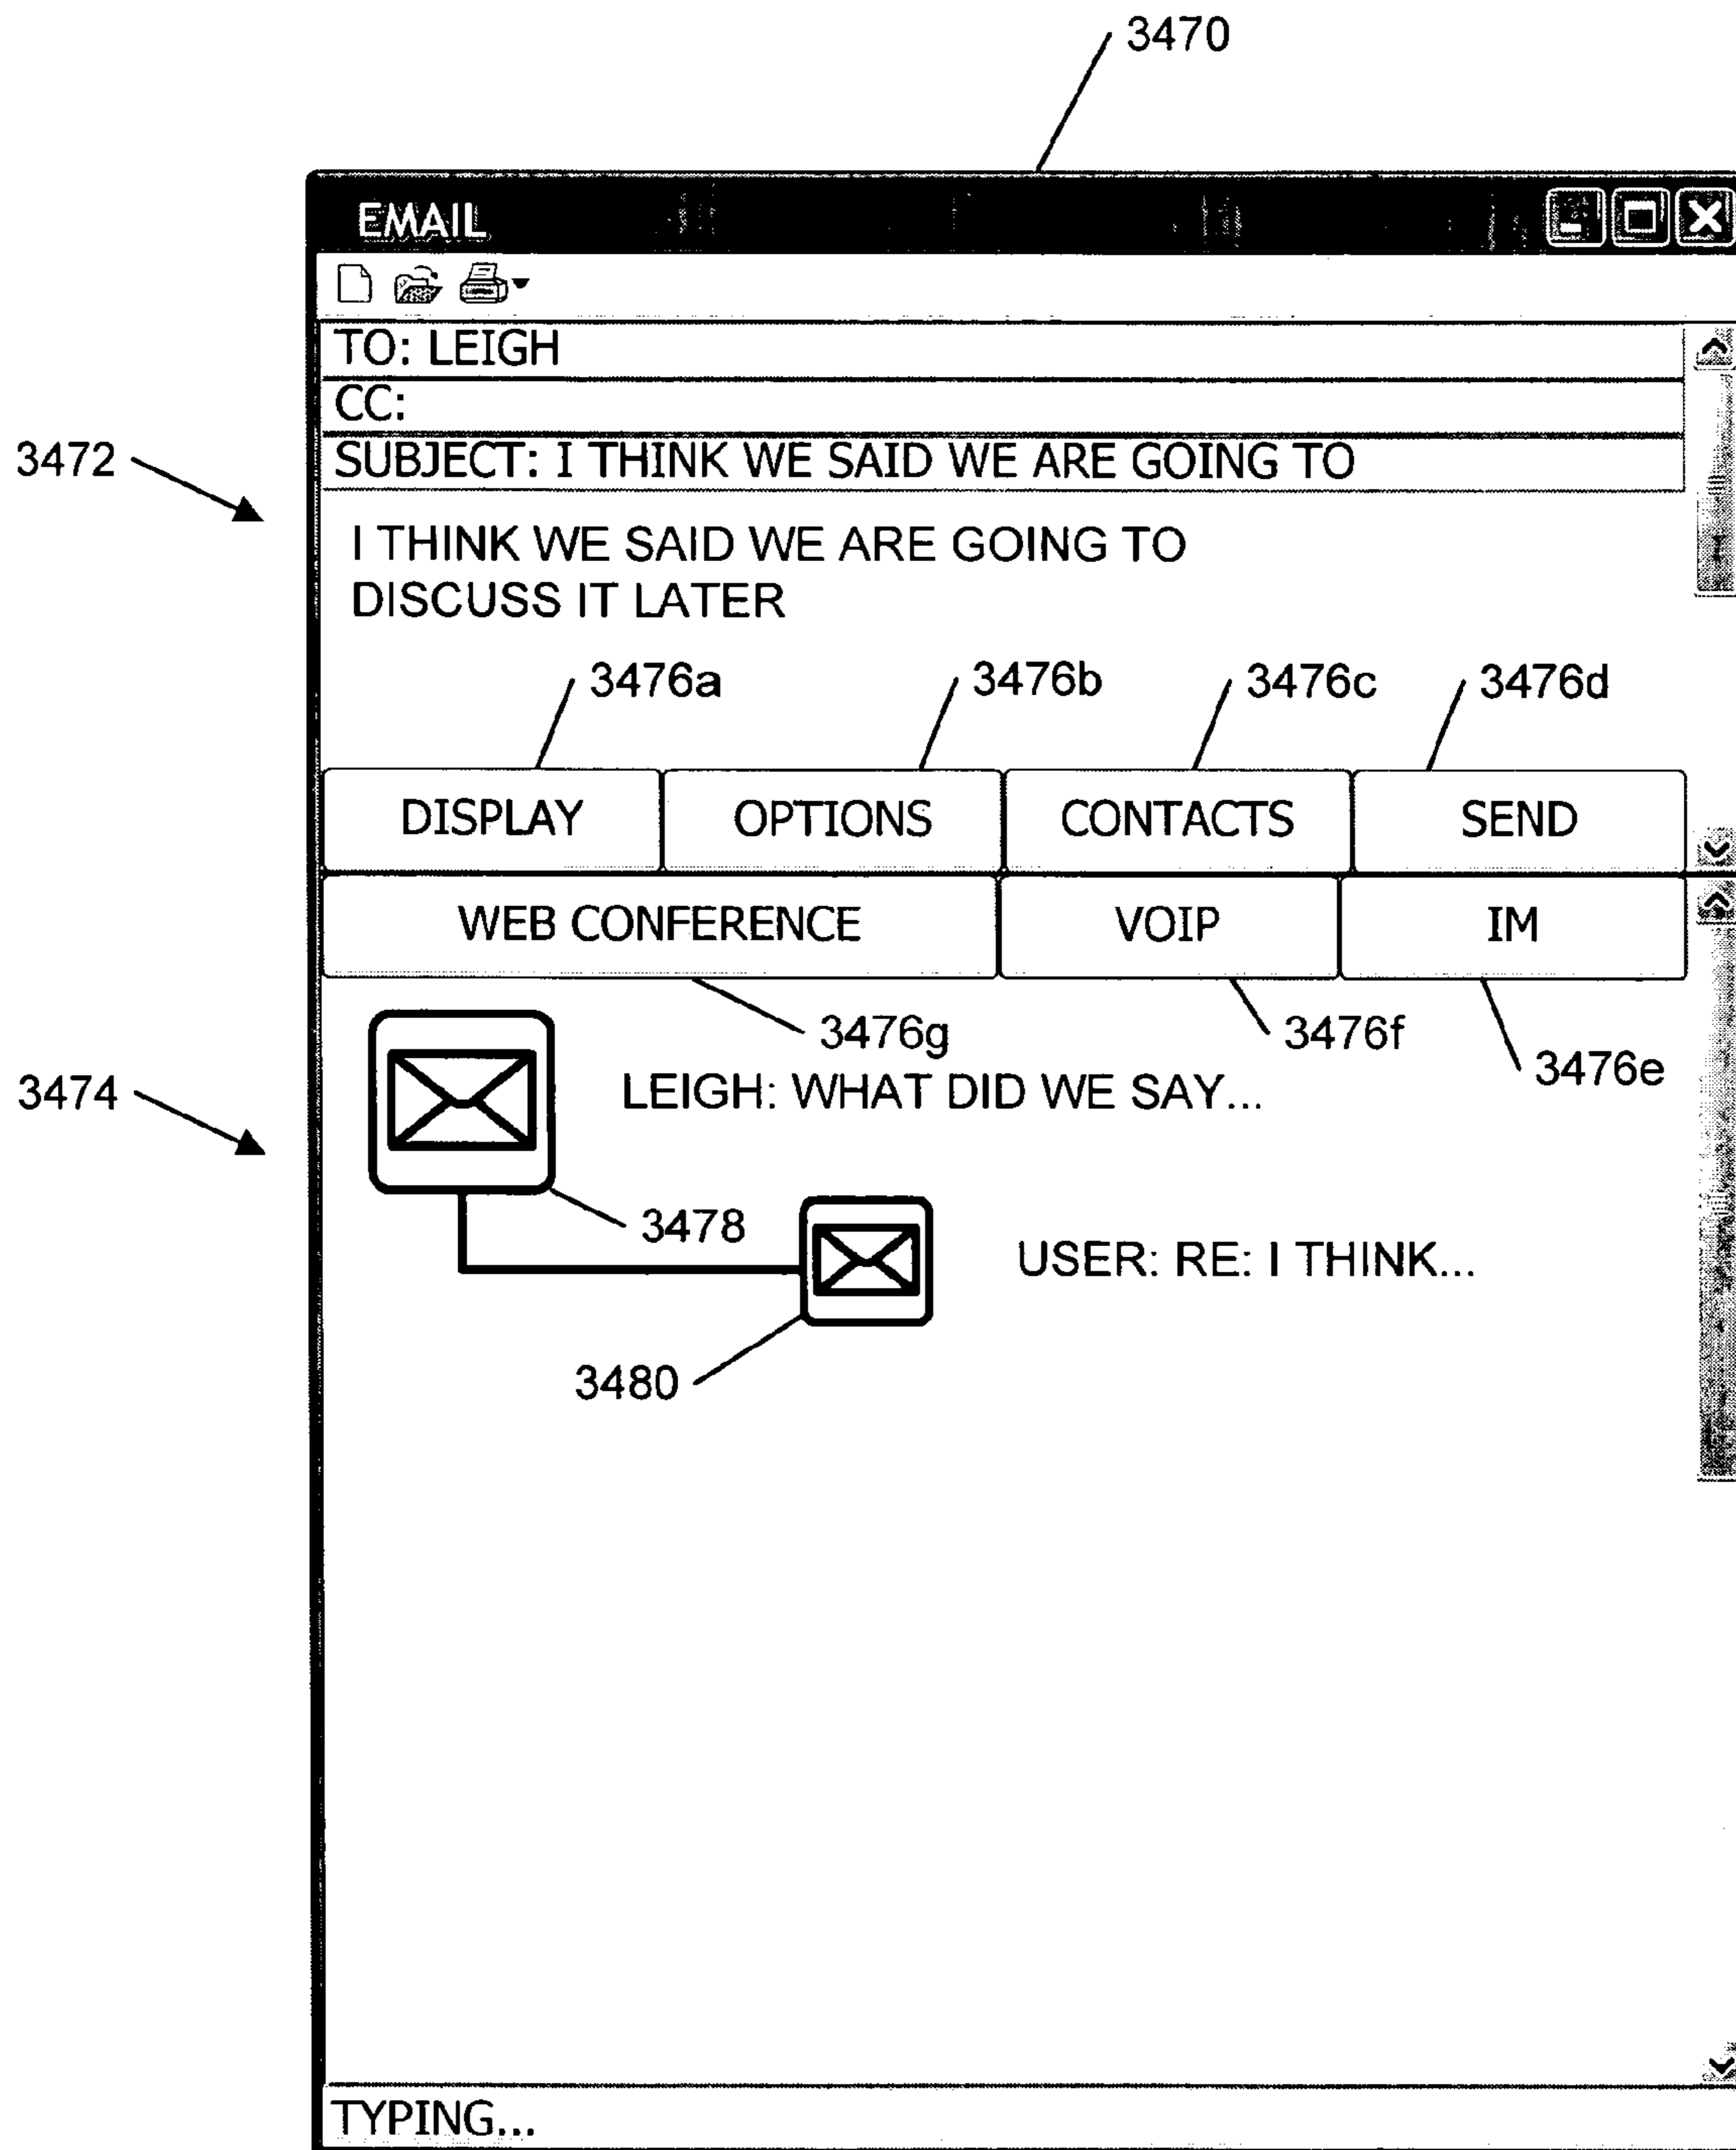 3470
EMAIL
TO: LEIGH
CC:
3472
SUBJECT: I THINK WE SAID WE ARE GOING TO
I THINK WE SAID WE ARE GOING TO
DISCUSS IT LATER
3476a 3476b 3476c 3476d
DISPLAY OPTIONS CONTACTS SEND
WEB CONFERENCE VOIP IM
3476g 3476f 3476e
3474
LEIGH: WHAT DID WE SAY...
3478
USER: RE: I THINK...
3480
TYPING...